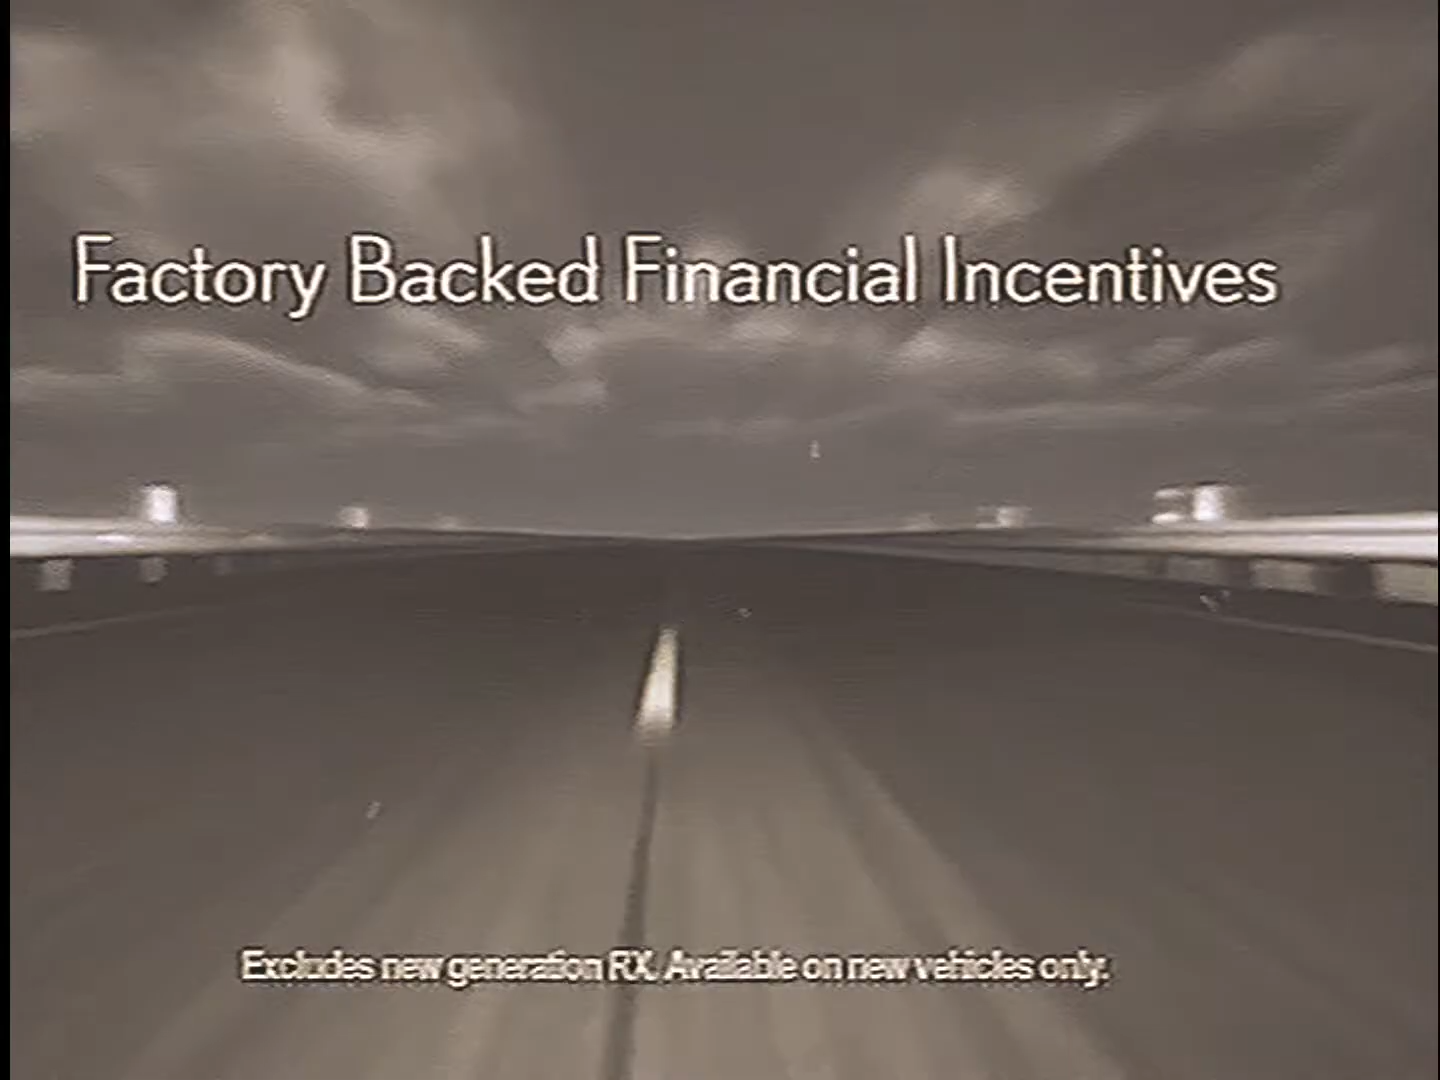 Factory Backed Financial Incentives
Excludes new generation RX. Available on new vehicles only.